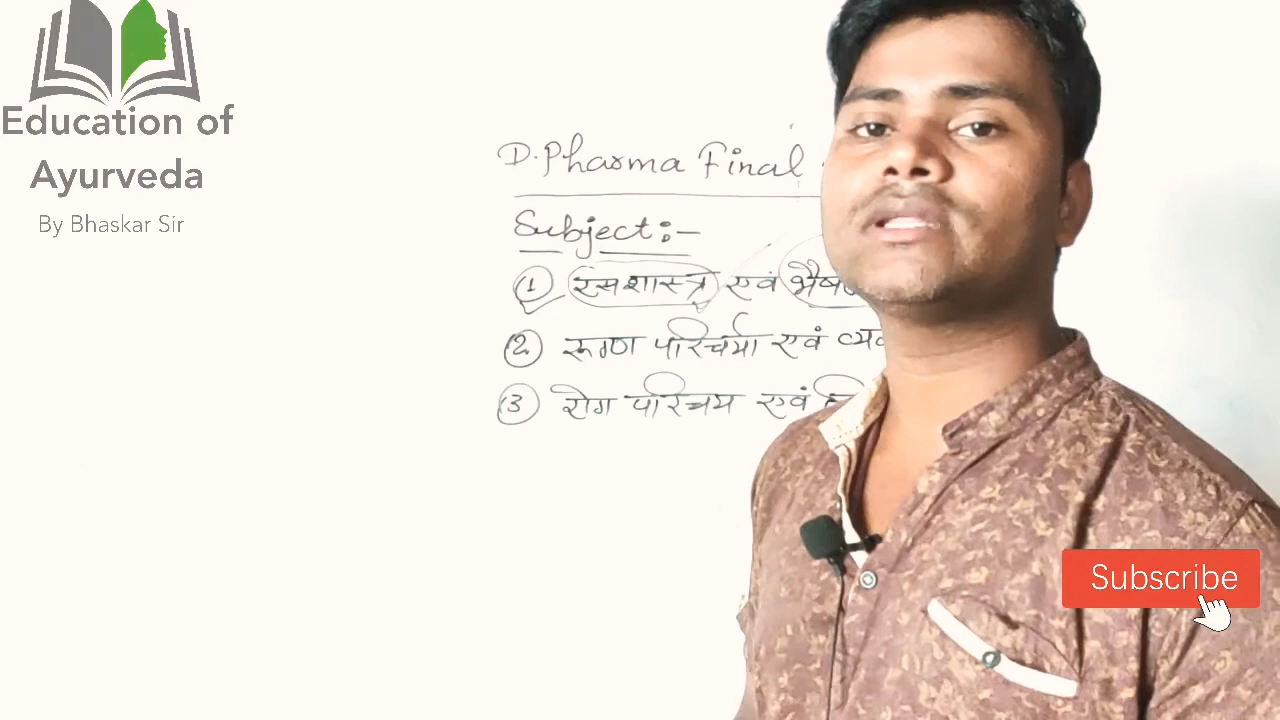 Education of
Ayurveda
By Bhaskar Sir
D.Pharma Final
Subject:-
(1) रसशास्त्र एवं
(2) रूग्ण परिचर्या एवं
(3) रोग परिचय एवं
Subscribe